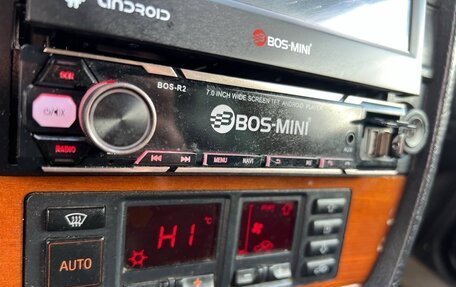 ANDROID
BOS-MINI
SCN
BOS-R2
7.0 INCH WIDE SCREEN TFT, ANDROID PLAYER
BOS-MINI
RADIO
MENU
NAVI
HI °C
AUTO